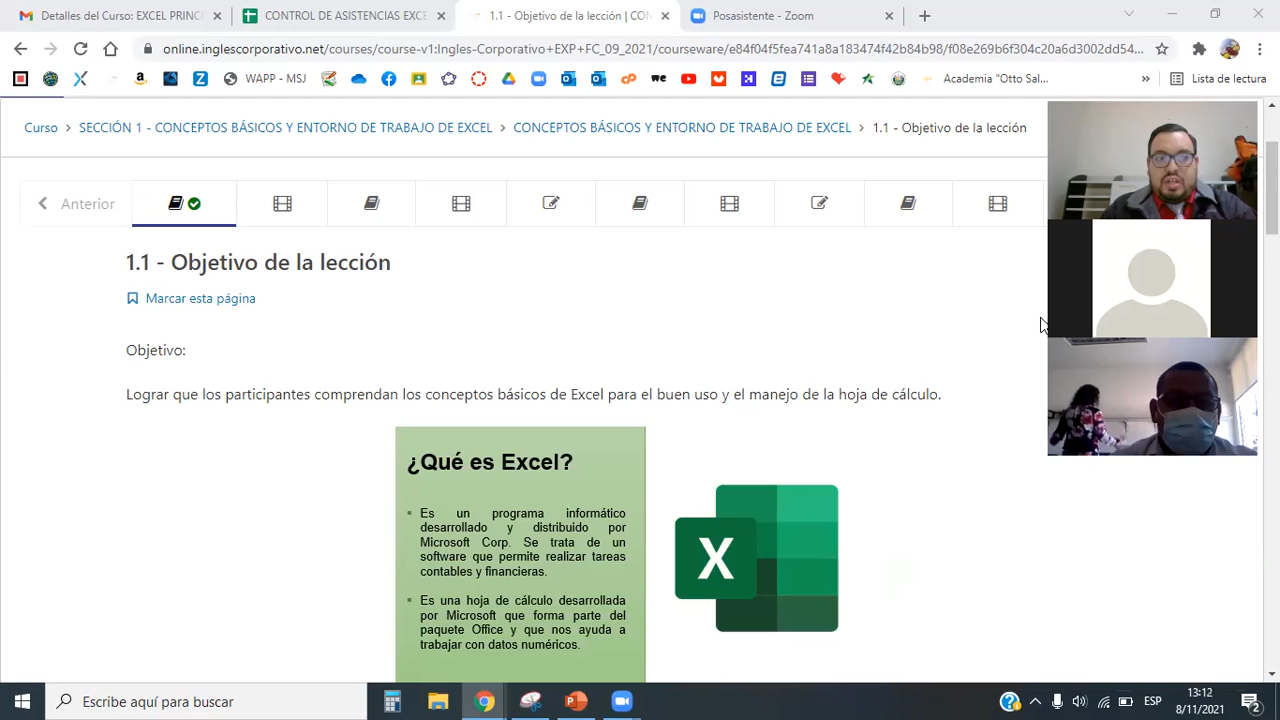 Detalles del Curso: EXCEL PRINC
CONTROL DE ASISTENCIAS EXCE
1.1 - Objetivo de la lección | CON
Posasistente - Zoom
online.inglescorporativo.net/courses/course-v1:Ingles-Corporativo+EXP+FC_09_2021/courseware/e84f04f5fea741a8a183474f42b84b98/f08e269b6f304c20a6d3002dd54...
WAPP - MSJ
we
Academia "Otto Sal...
»
Lista de lectura
Curso > SECCIÓN 1 - CONCEPTOS BÁSICOS Y ENTORNO DE TRABAJO DE EXCEL > CONCEPTOS BÁSICOS Y ENTORNO DE TRABAJO DE EXCEL > 1.1 - Objetivo de la lección
Anterior
1.1 - Objetivo de la lección
Marcar esta página
Objetivo:
Lograr que los participantes comprendan los conceptos básicos de Excel para el buen uso y el manejo de la hoja de cálculo.
¿Qué es Excel?
Es un programa informático
desarrollado y distribuido por
Microsoft Corp. Se trata de un
software que permite realizar tareas
contables y financieras.
Es una hoja de cálculo desarrollada
por Microsoft que forma parte del
paquete Office y que nos ayuda a
trabajar con datos numéricos.
X
Escribe aquí para buscar
ESP
13:12
8/11/2021
2